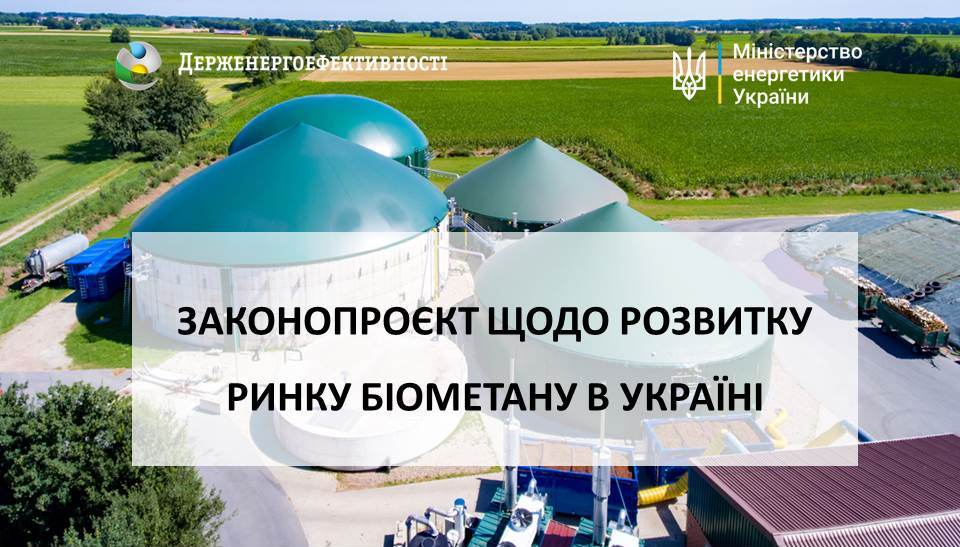 Держенергоефективності
Міністерство
енергетики
України
ЗАКОНОПРОЄКТ ЩОДО РОЗВИТКУ
РИНКУ БІОМЕТАНУ В УКРАЇНІ